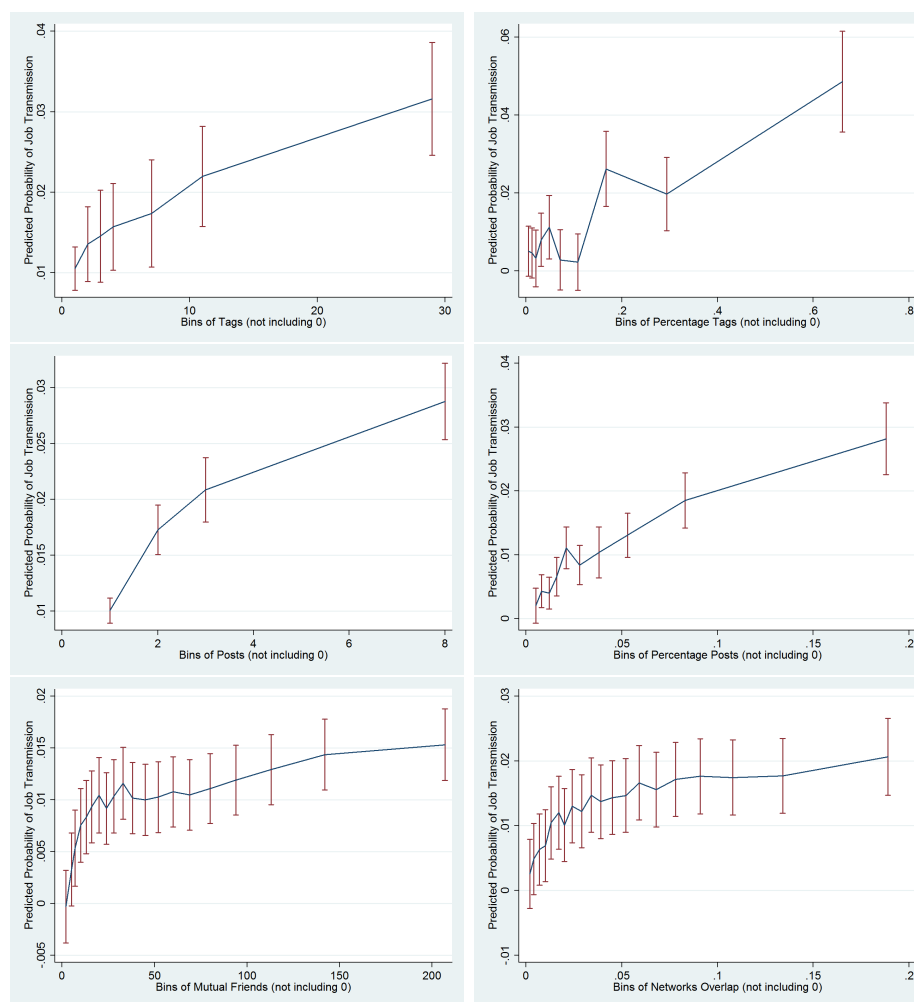 Predicted Probability of Job Transmission
.01 .02 .03 .04
0 10 20 30
Bins of Tags (not including 0)
Predicted Probability of Job Transmission
0 .02 .04 .06
0 .2 .4 .6 .8
Bins of Percentage Tags (not including 0)
Predicted Probability of Job Transmission
.01 .015 .02 .025 .03
0 2 4 6 8
Bins of Posts (not including 0)
Predicted Probability of Job Transmission
0 .01 .02 .03 .04
0 .05 .1 .15 .2
Bins of Percentage Posts (not including 0)
Predicted Probability of Job Transmission
-.005 0 .005 .01 .015 .02
0 50 100 150 200
Bins of Mutual Friends (not including 0)
Predicted Probability of Job Transmission
-.01 0 .01 .02 .03
0 .05 .1 .15 .2
Bins of Networks Overlap (not including 0)